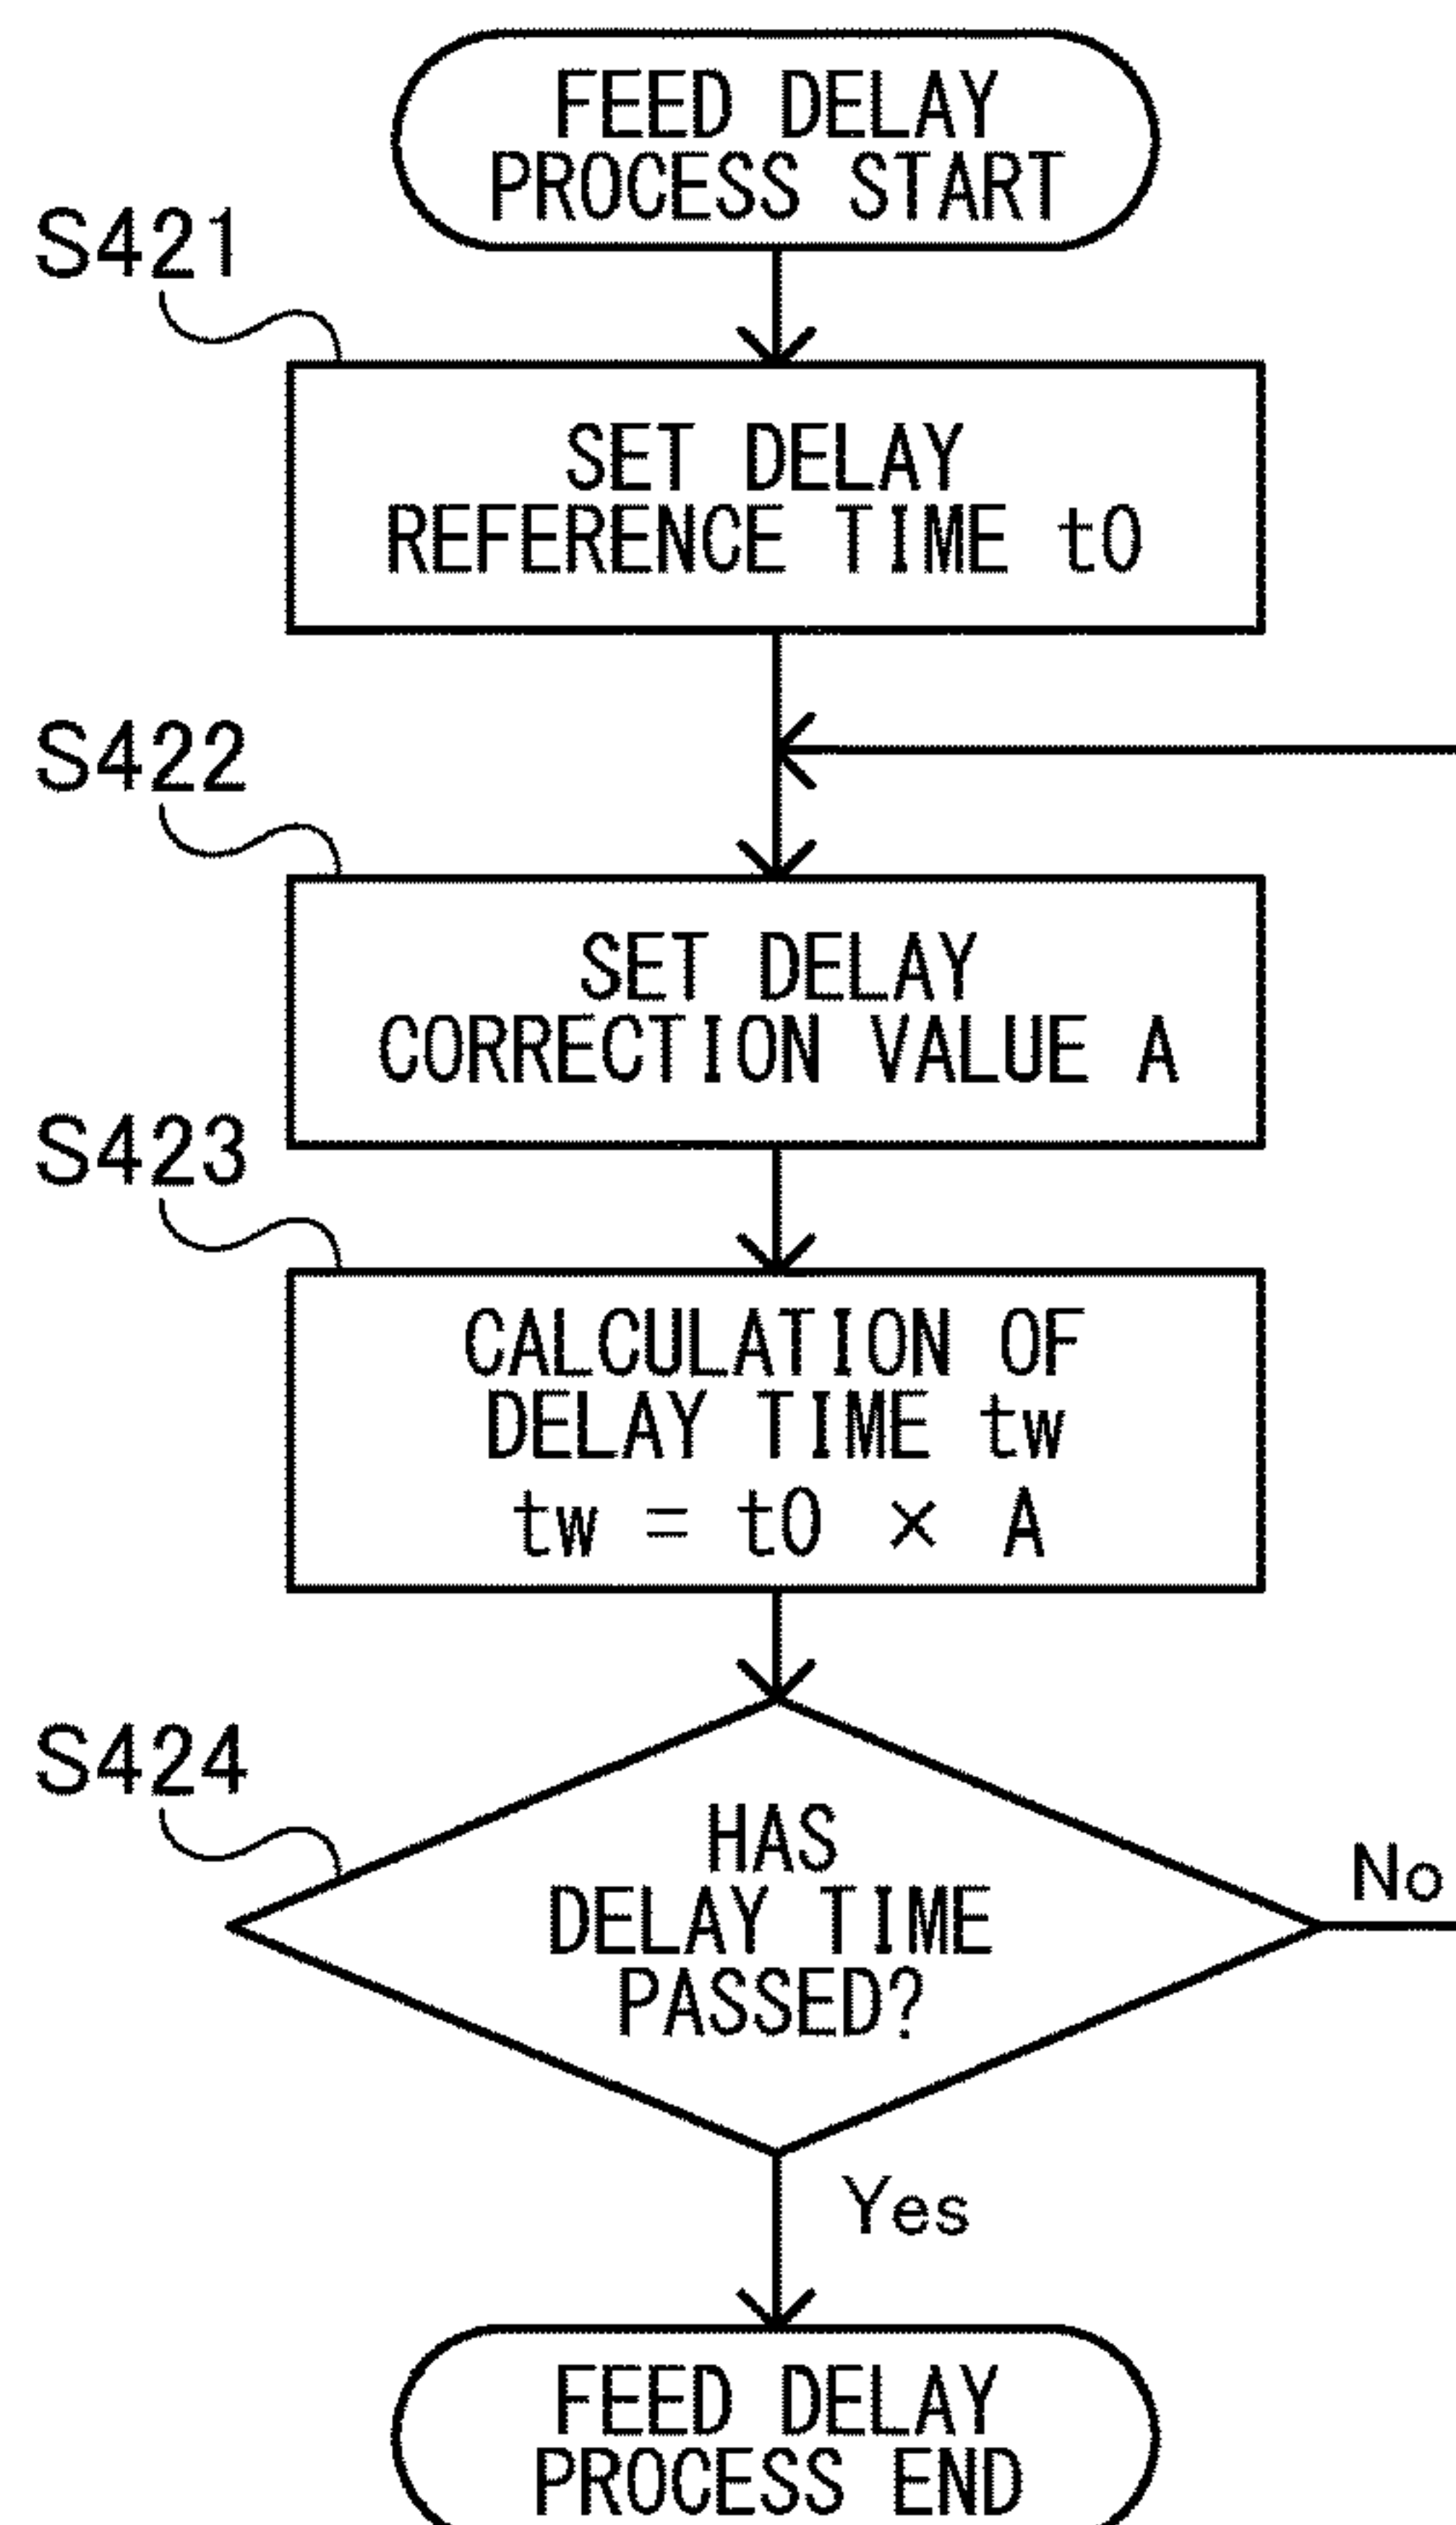 FEED DELAY
PROCESS START
S421
SET DELAY
REFERENCE TIME t0
S422
SET DELAY
CORRECTION VALUE A
S423
CALCULATION OF
DELAY TIME tw
tw = t0 × A
S424
HAS
DELAY TIME
PASSED?
No
Yes
FEED DELAY
PROCESS END